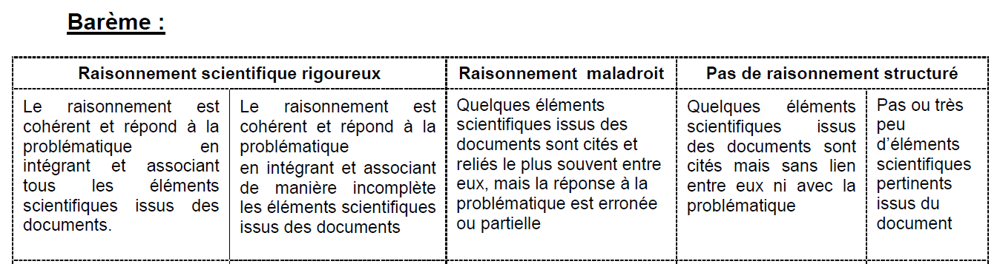 Barème :
Raisonnement scientifique rigoureux
Raisonnement maladroit
Pas de raisonnement structuré
Le raisonnement est
cohérent et répond à la
problématique en
intégrant et associant
tous les éléments
scientifiques issus des
documents.
Le raisonnement est
cohérent et répond à la
problématique
en intégrant et associant
de manière incomplète
les éléments scientifiques
issus des documents
Quelques éléments
scientifiques issus des
documents sont cités et
reliés le plus souvent entre
eux, mais la réponse à la
problématique est erronée
ou partielle
Quelques éléments
scientifiques issus
des documents sont
cités mais sans lien
entre eux ni avec la
problématique
Pas ou très
peu
d’éléments
scientifiques
pertinents
issus du
document